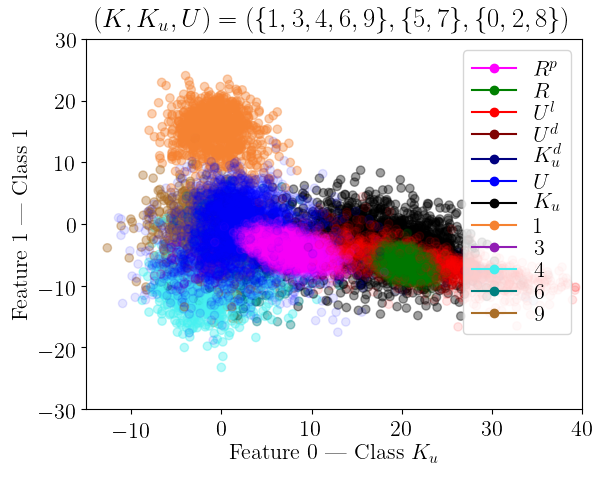 (K, K_u, U) = ({1, 3, 4, 6, 9}, {5, 7}, {0, 2, 8})
30
20
10
0
−10
−20
−30
Feature 1 — Class 1
R^p
R
U^l
U^d
K_u^d
U
K_u
1
3
4
6
9
−10 0 10 20 30 40
Feature 0 — Class K_u